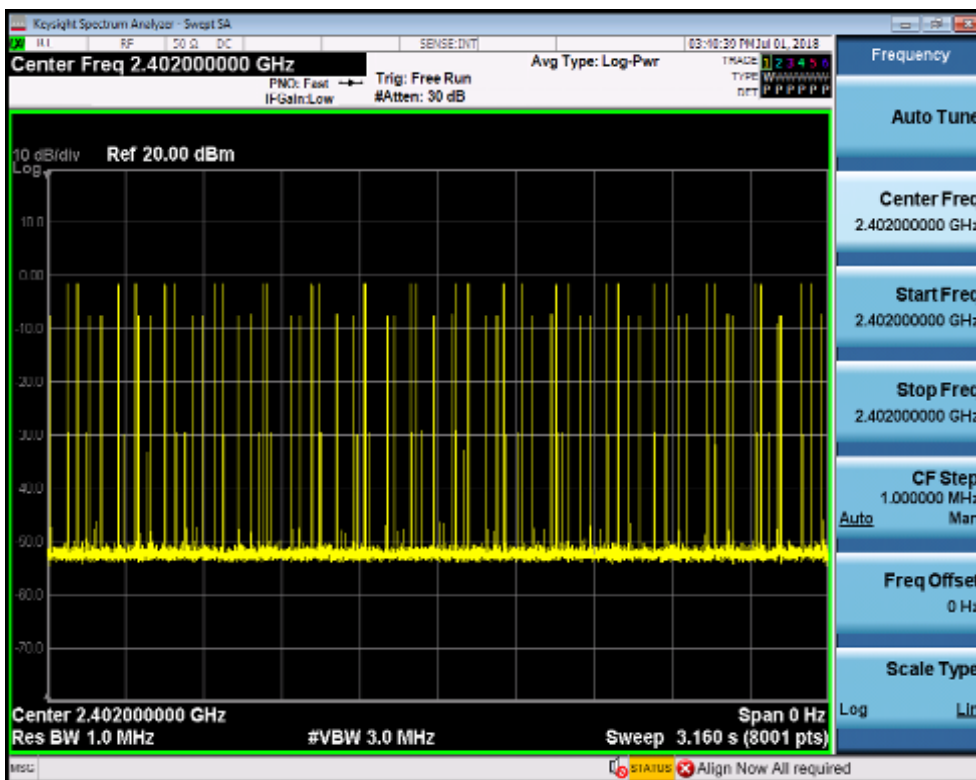 Keysight Spectrum Analyzer - Swept SA
RF 50 Ω DC SENSE:INT 03:40:39 PM Jul 01, 2018
Center Freq 2.402000000 GHz
Avg Type: Log-Pwr
TRACE 1 2 3 4 5 6
PNO: Fast
Trig: Free Run
TYPE WWWWWW
IFGain:Low
#Atten: 30 dB
DET P P P P P P
10 dB/div
Ref 20.00 dBm
Log
10.0
0.00
-10.0
-20.0
-30.0
-40.0
-50.0
-60.0
-70.0
Center 2.402000000 GHz
Span 0 Hz
Res BW 1.0 MHz
#VBW 3.0 MHz
Sweep 3.160 s (8001 pts)
MSG
STATUS
Align Now All required
Frequency
Auto Tune
Center Freq
2.402000000 GHz
Start Freq
2.402000000 GHz
Stop Freq
2.402000000 GHz
CF Step
1.000000 MHz
Auto Man
Freq Offset
0 Hz
Scale Type
Log Lin